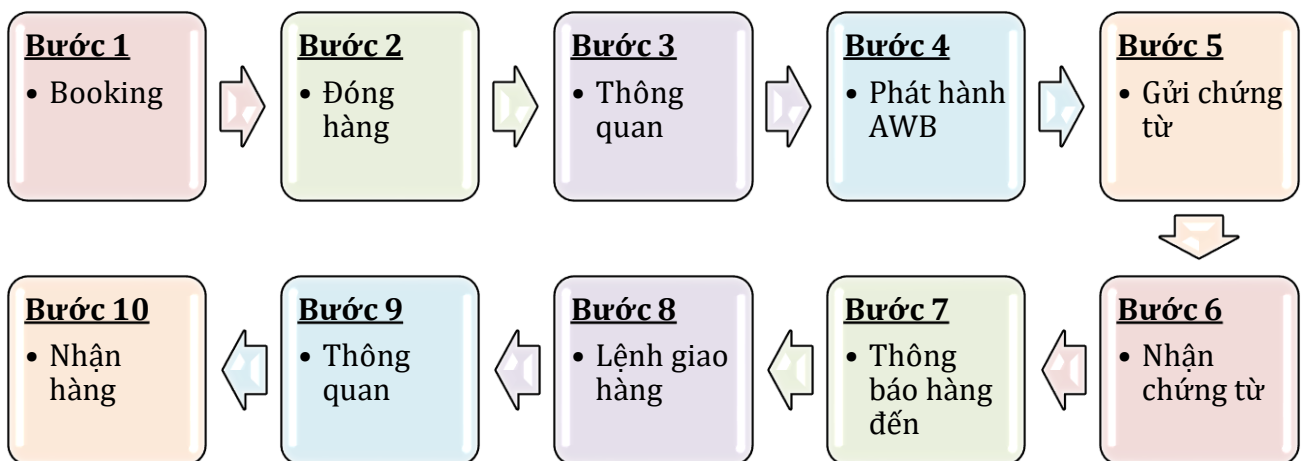 Bước 1
• Booking
Bước 2
• Đóng
hàng
Bước 3
• Thông
quan
Bước 4
• Phát hành
AWB
Bước 5
• Gửi chứng
từ
Bước 6
• Nhận
chứng từ
Bước 7
• Thông
báo hàng
đến
Bước 8
• Lệnh giao
hàng
Bước 9
• Thông
quan
Bước 10
• Nhận
hàng